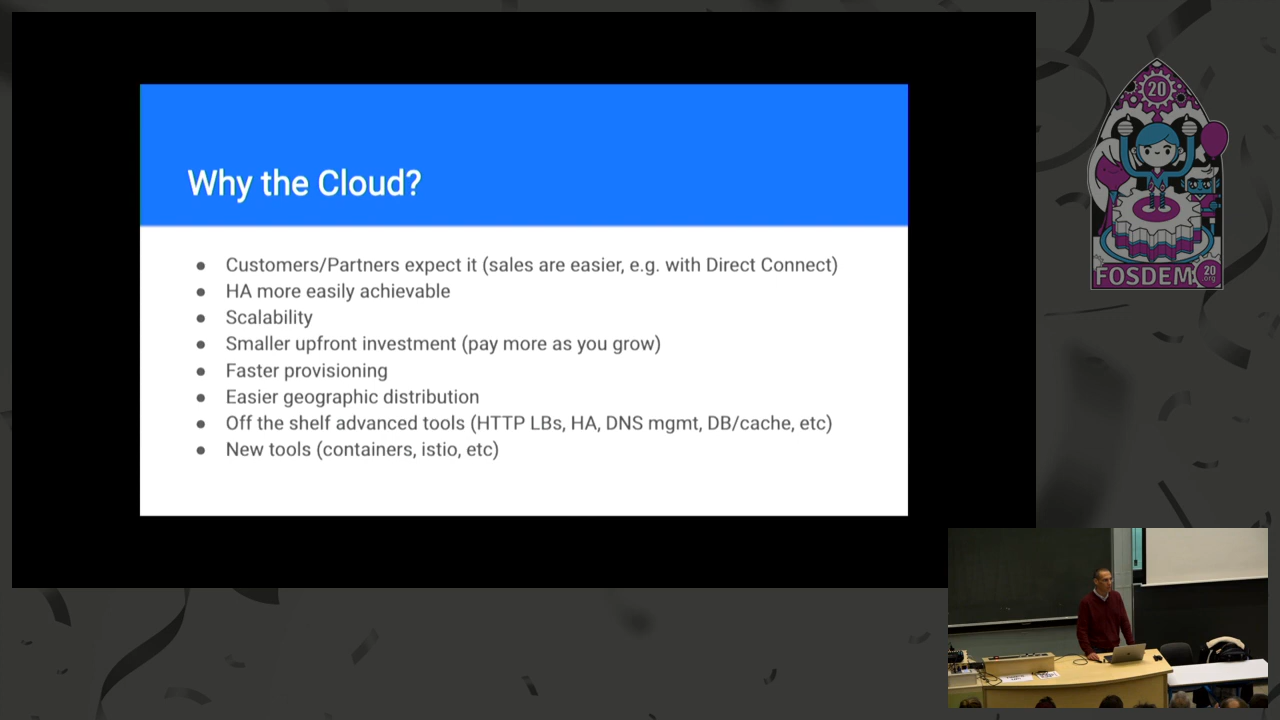 Why the Cloud?
● Customers/Partners expect it (sales are easier, e.g. with Direct Connect)
● HA more easily achievable
● Scalability
● Smaller upfront investment (pay more as you grow)
● Faster provisioning
● Easier geographic distribution
● Off the shelf advanced tools (HTTP LBs, HA, DNS mgmt, DB/cache, etc)
● New tools (containers, istio, etc)
20
FOSDEM
20
.org